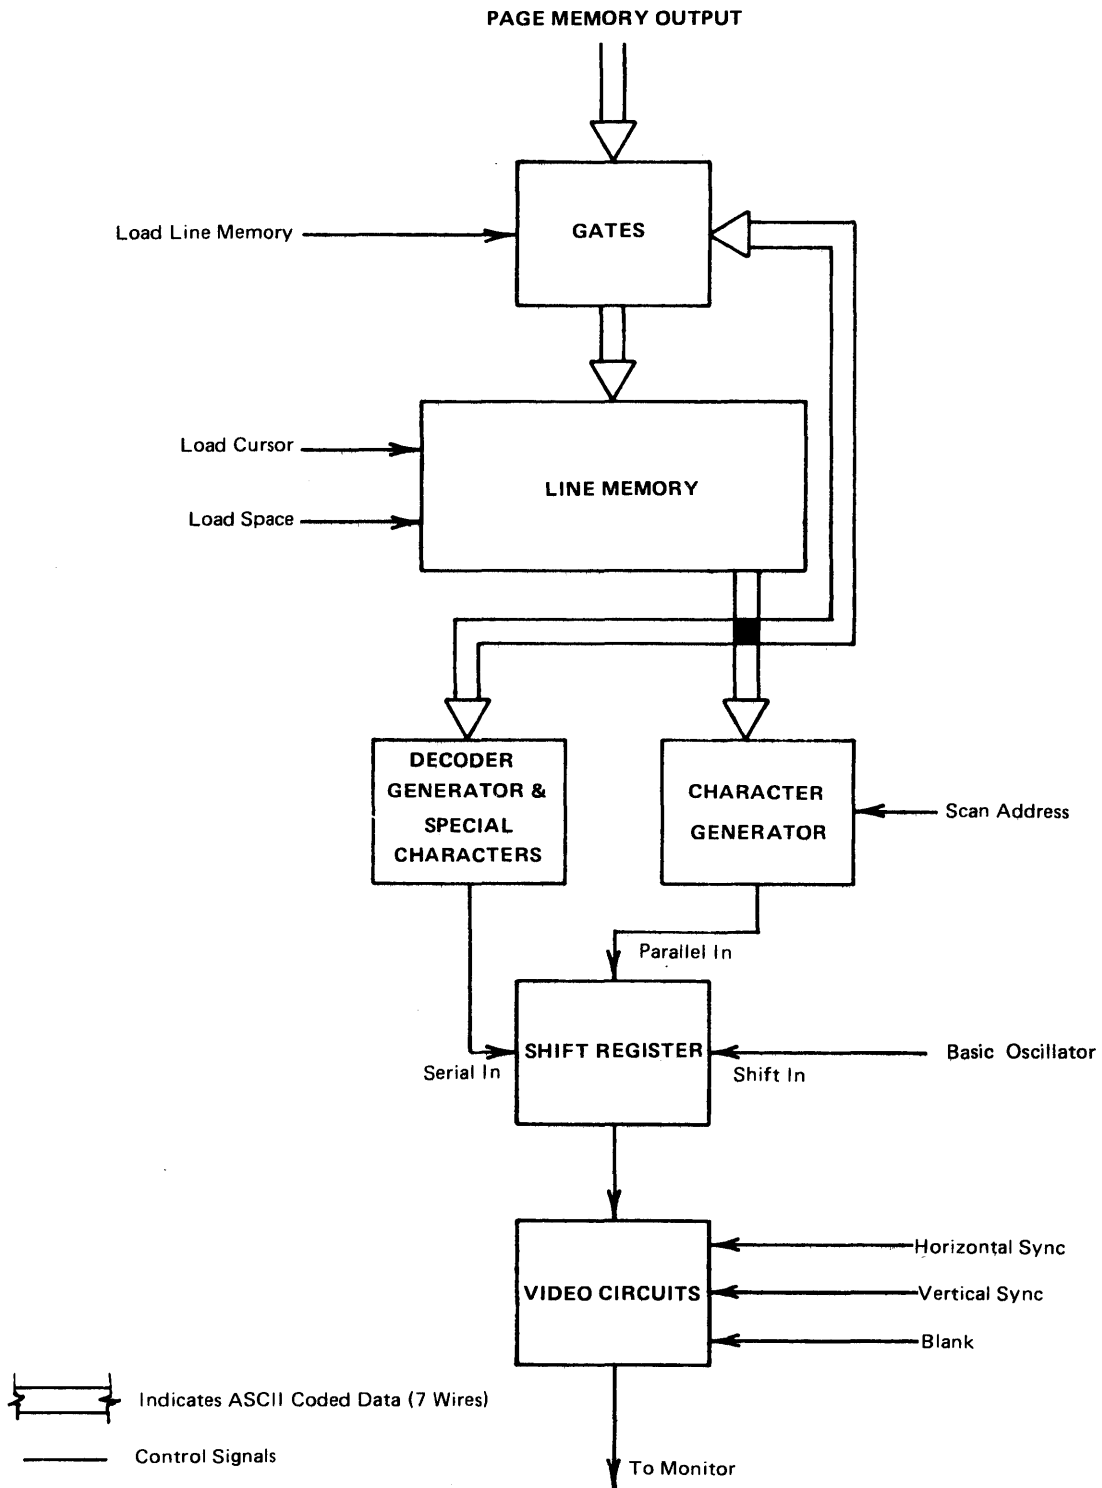 PAGE MEMORY OUTPUT
Load Line Memory
GATES
Load Cursor
LINE MEMORY
Load Space
DECODER
GENERATOR &
SPECIAL
CHARACTERS
CHARACTER
GENERATOR
Scan Address
Parallel In
SHIFT REGISTER
Serial In
Shift In
Basic Oscillator
VIDEO CIRCUITS
Horizontal Sync
Vertical Sync
Blank
Indicates ASCII Coded Data (7 Wires)
Control Signals
To Monitor